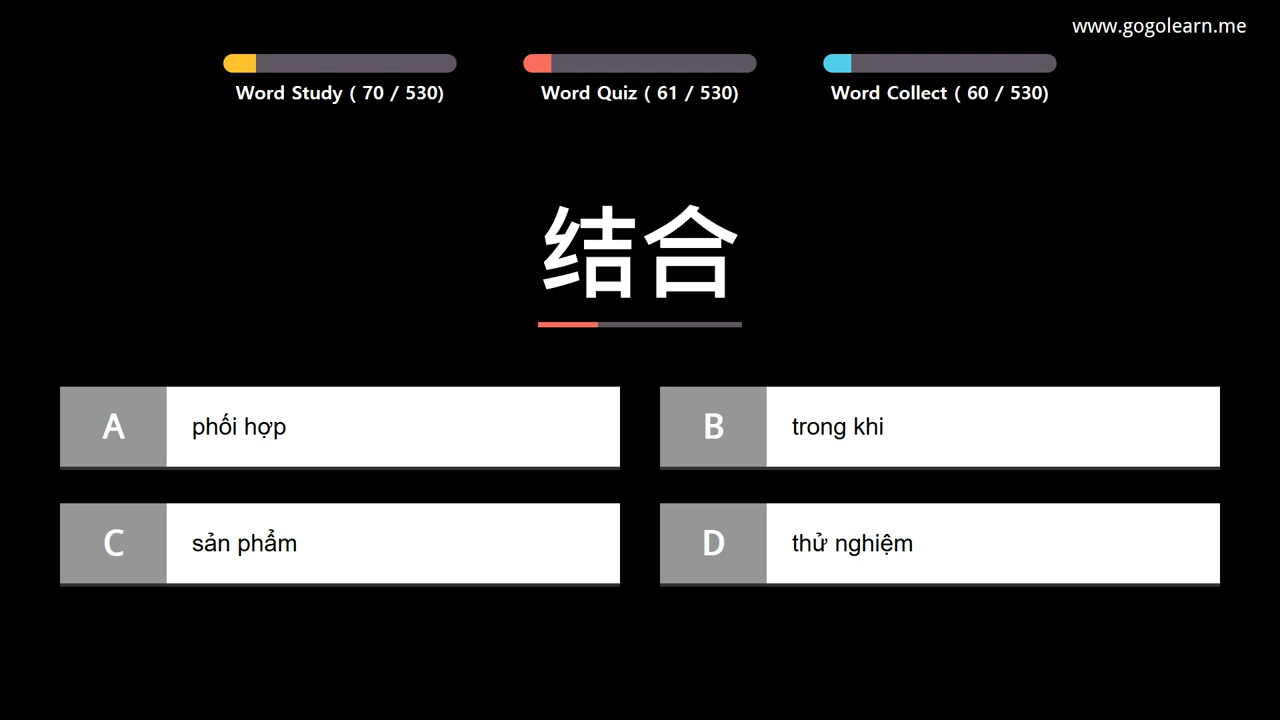 www.gogolearn.me
Word Study ( 70 / 530)
Word Quiz ( 61 / 530)
Word Collect ( 60 / 530)
结合
A phối hợp
B trong khi
C sản phẩm
D thử nghiệm